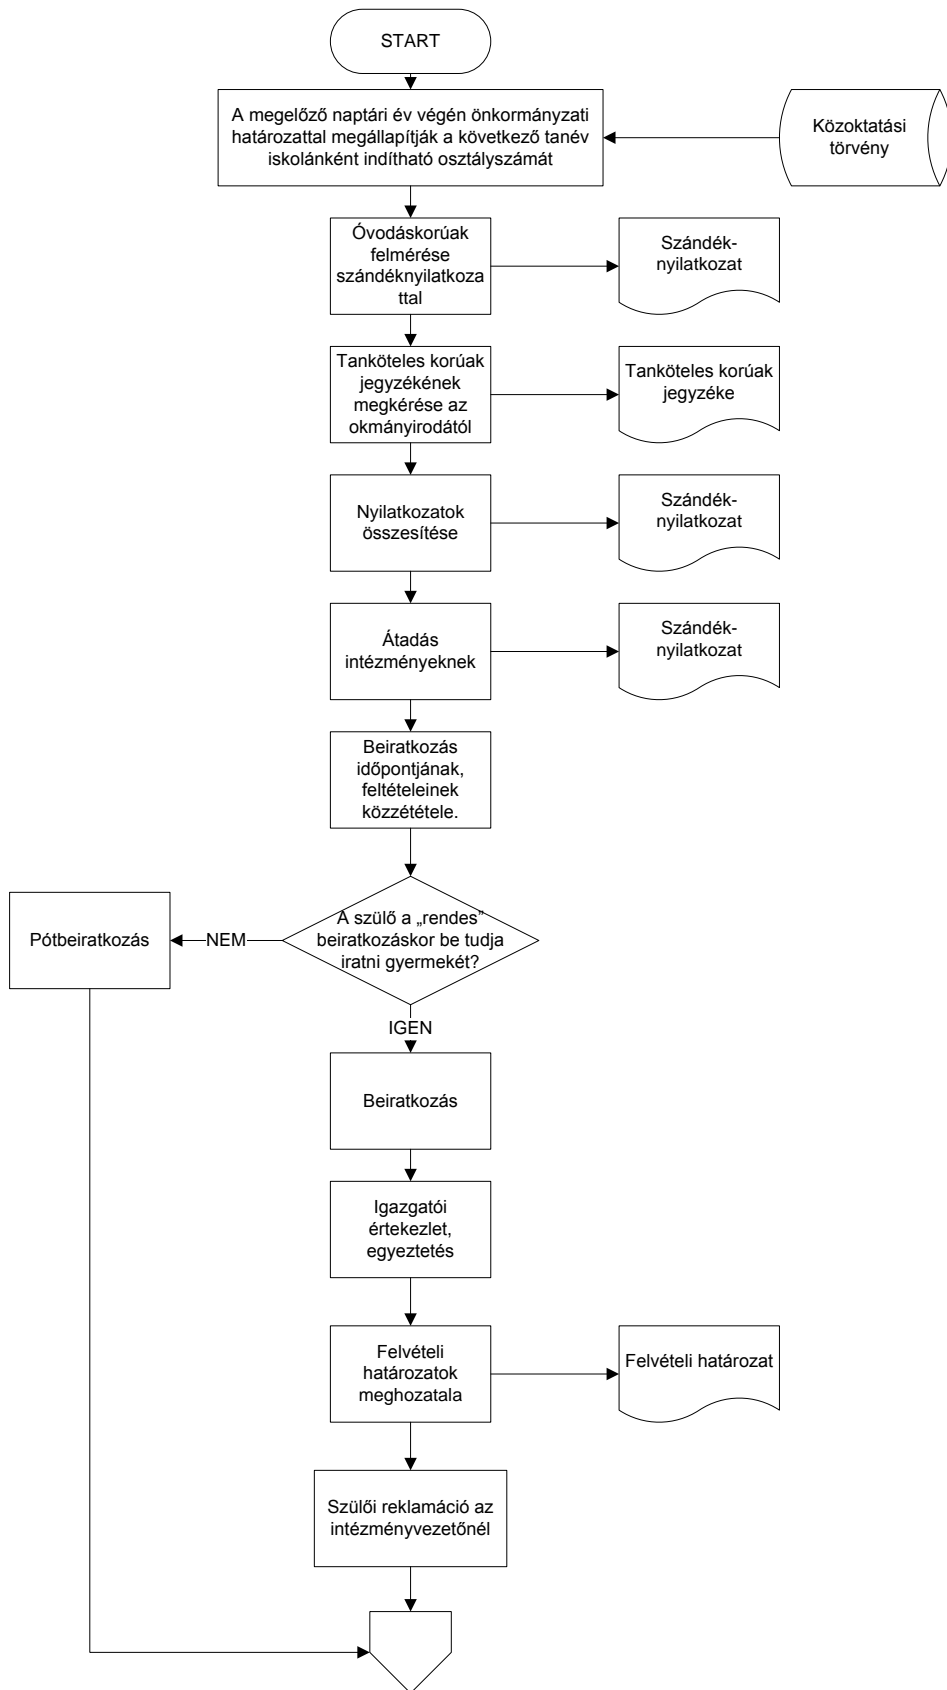 START
A megelőző naptári év végén önkormányzati
határozattal megállapítják a következő tanév
iskolánként indítható osztályszámát
Közoktatási
törvény
Óvodáskorúak
felmérése
szándéknyilatkoza
ttal
Szándék-
nyilatkozat
Tanköteles korúak
jegyzékének
megkérése az
okmányirodától
Tanköteles korúak
jegyzéke
Nyilatkozatok
összesítése
Szándék-
nyilatkozat
Átadás
intézményeknek
Szándék-
nyilatkozat
Beiratkozás
időpontjának,
feltételeinek
közzététele.
A szülő a „rendes”
beiratkozáskor be tudja
iratni gyermekét?
NEM
Pótbeiratkozás
IGEN
Beiratkozás
Igazgatói
értekezlet,
egyeztetés
Felvételi
határozatok
meghozatala
Felvételi határozat
Szülői reklamáció az
intézményvezetőnél